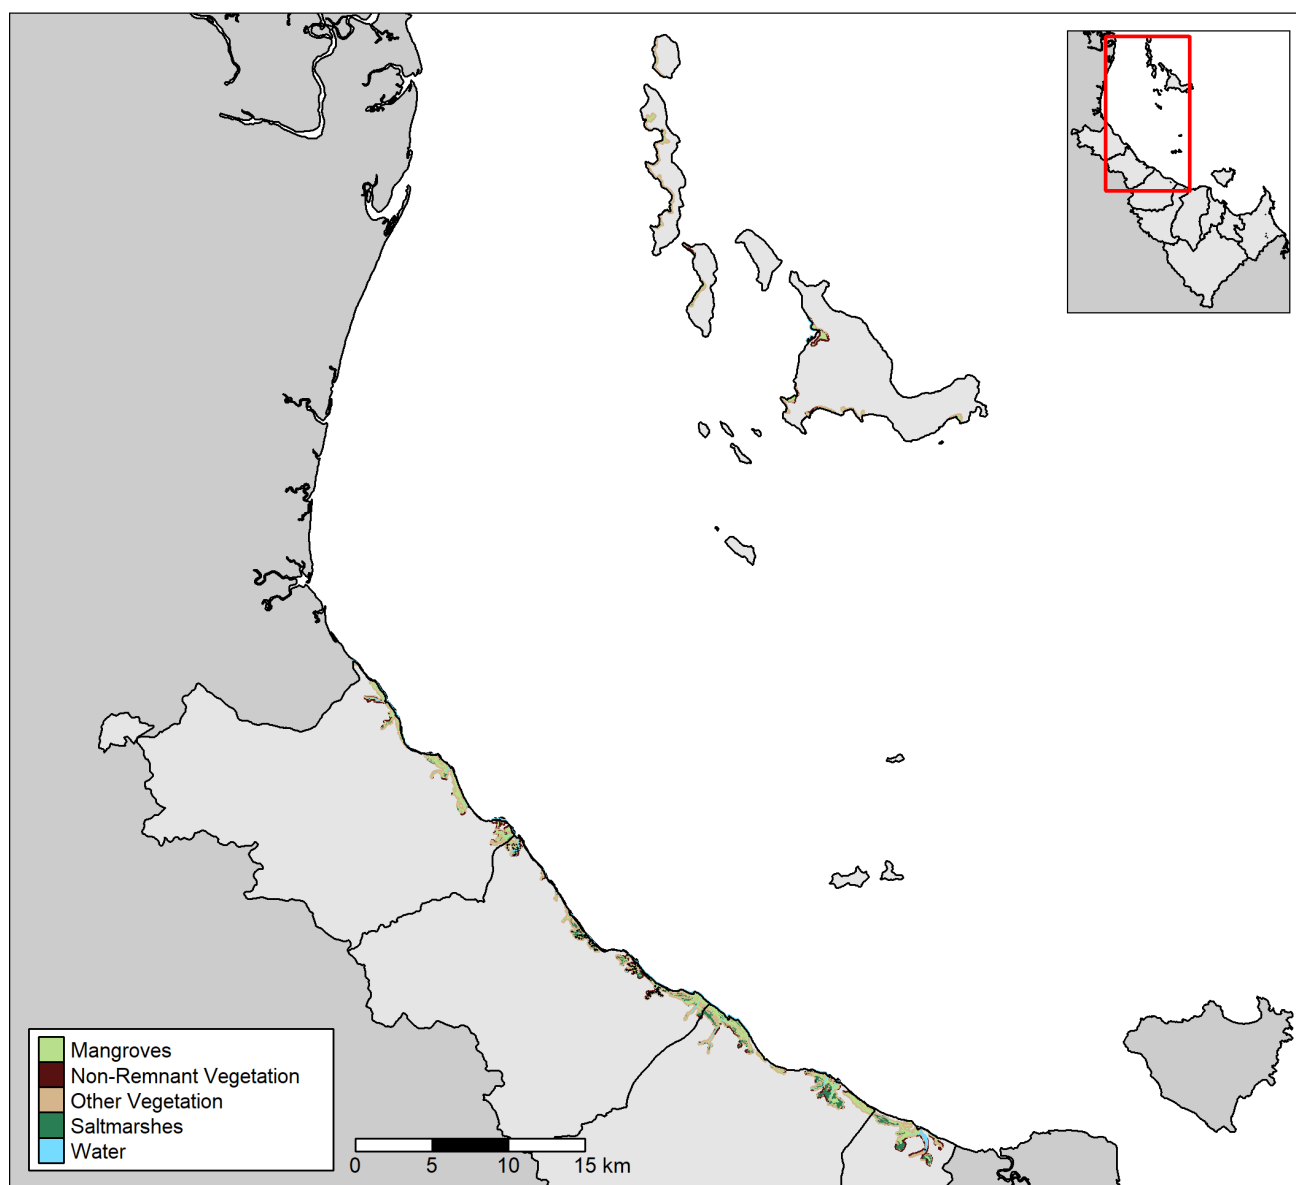 Mangroves
Non-Remnant Vegetation
Other Vegetation
Saltmarshes
Water
0 5 10 15 km